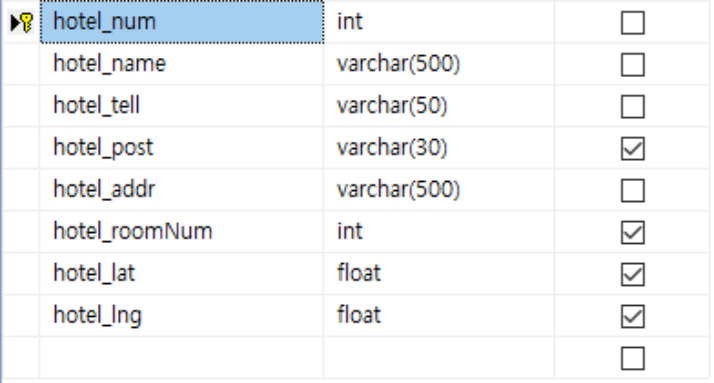 hotel_num int
hotel_name varchar(500)
hotel_tell varchar(50)
hotel_post varchar(30)
hotel_addr varchar(500)
hotel_roomNum int
hotel_lat float
hotel_lng float